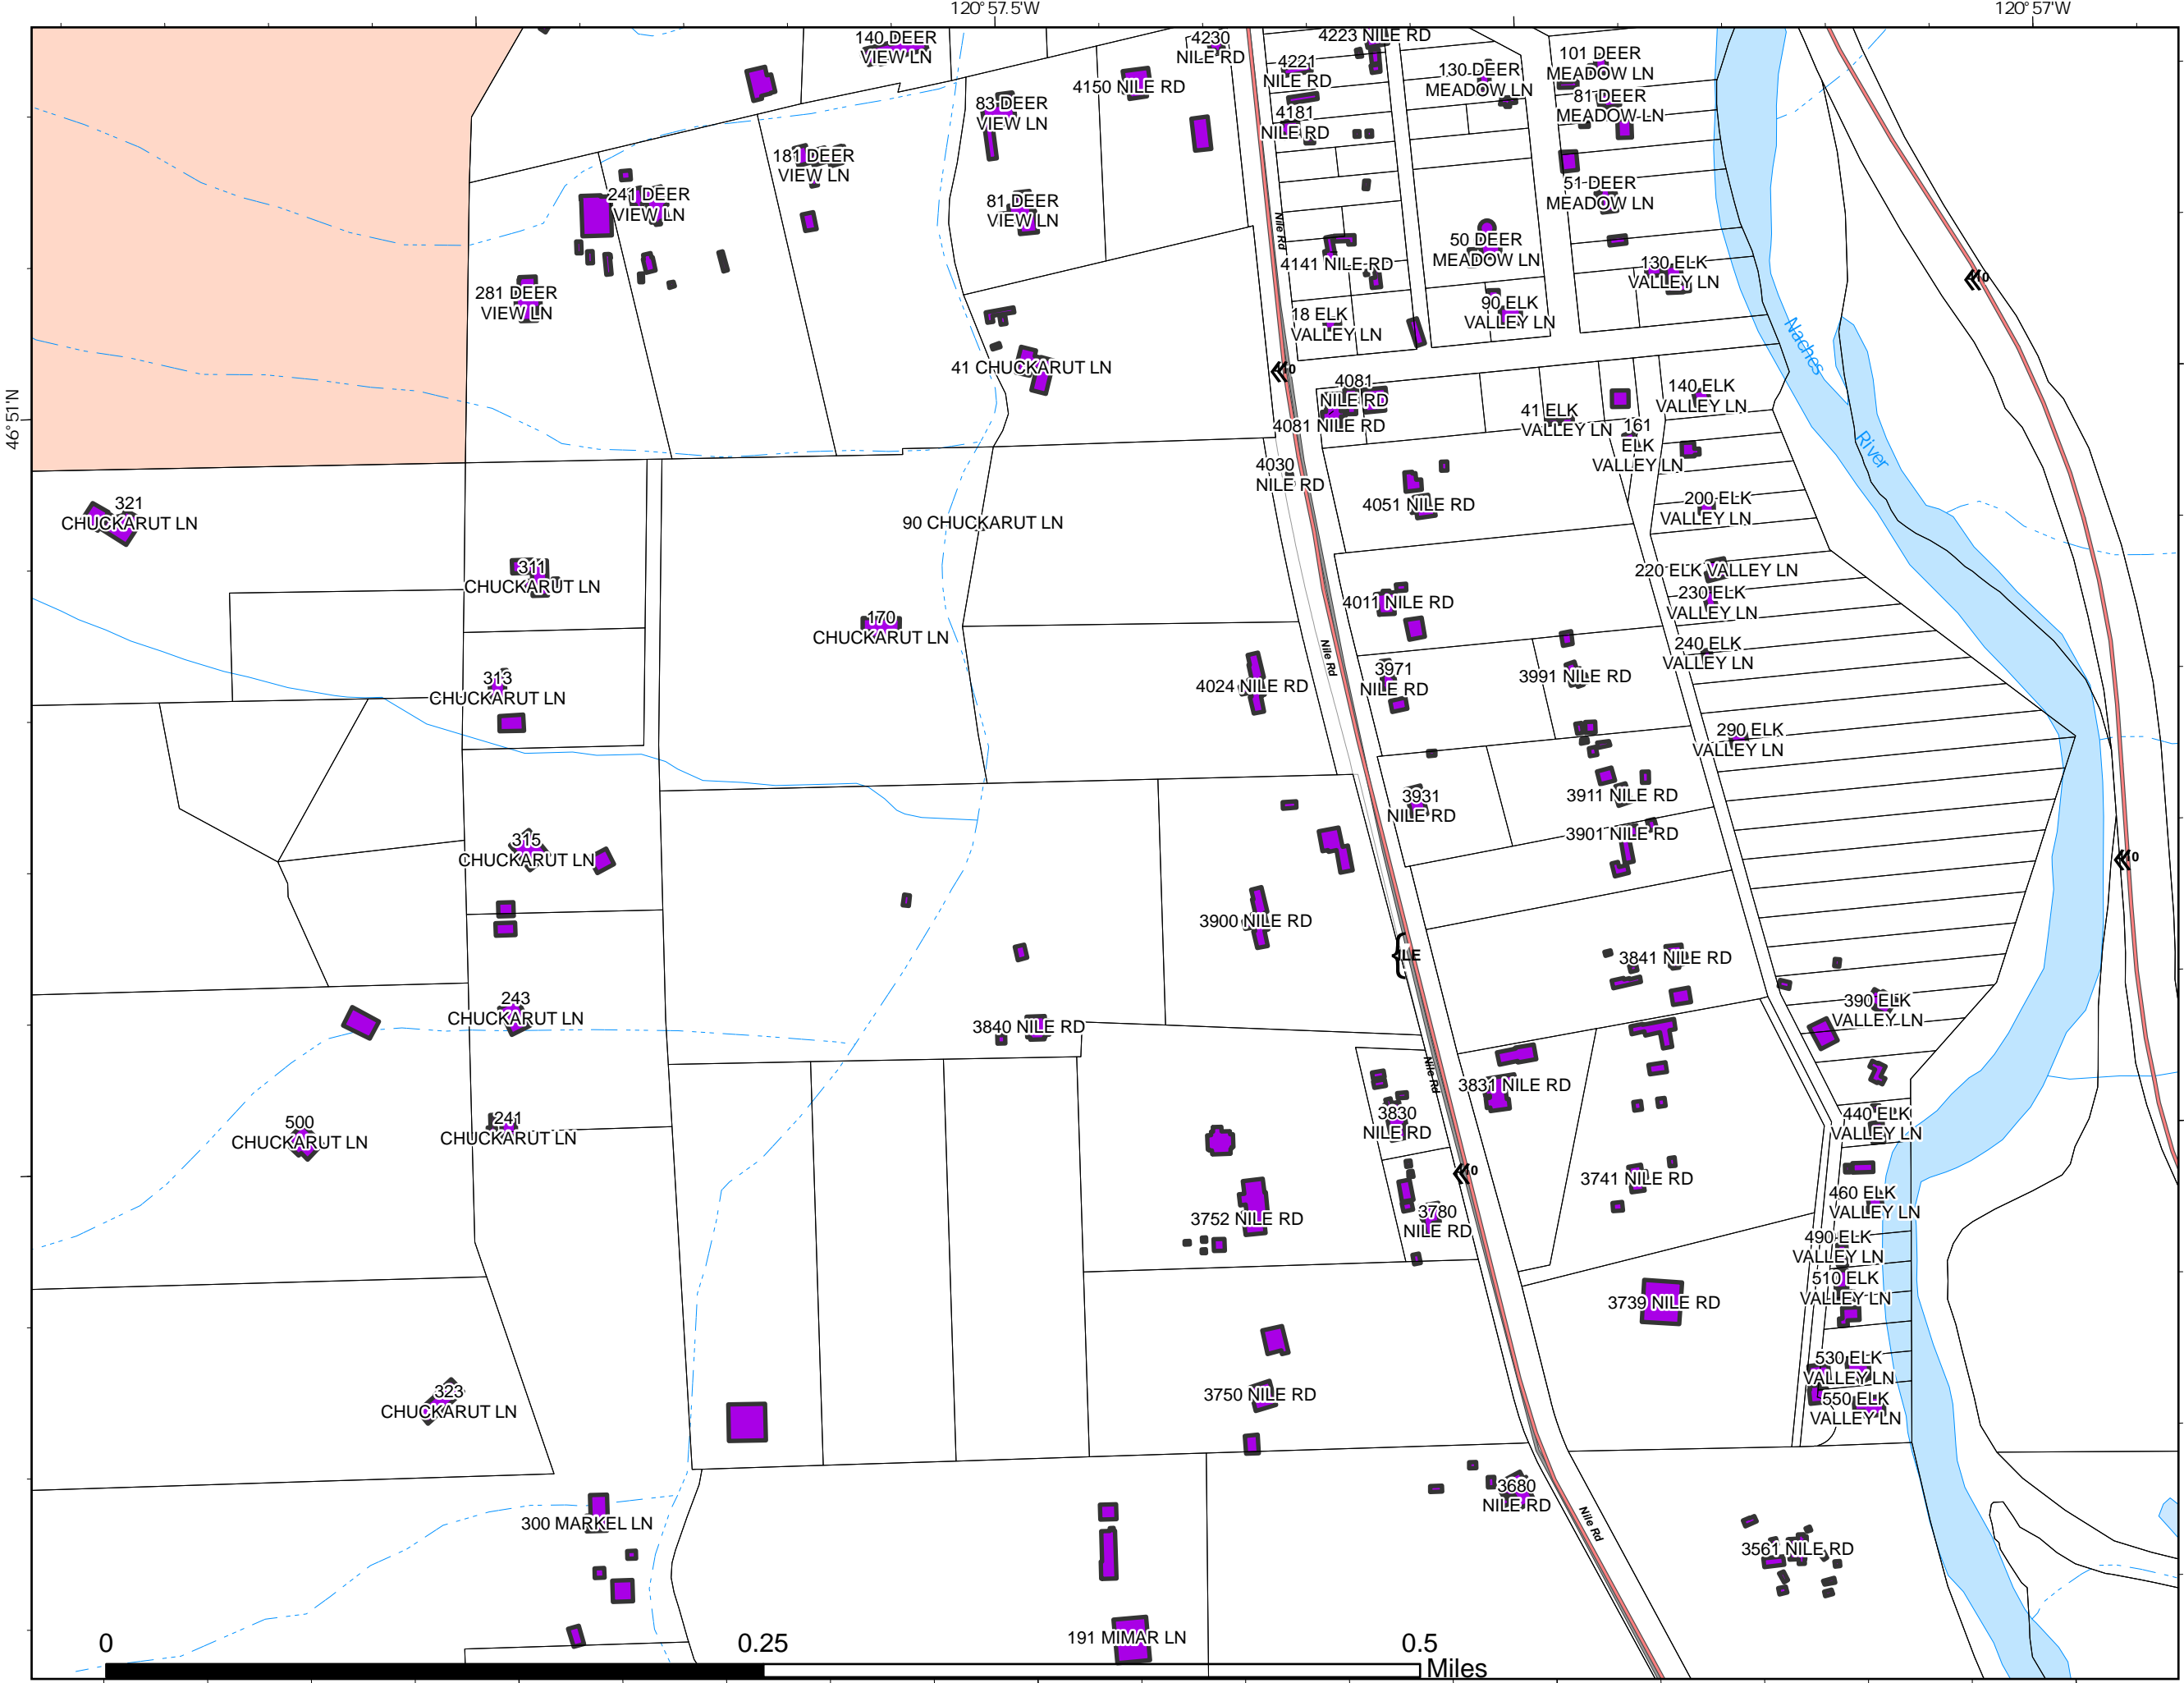 120°57.5'W
120°57'W
46°51'N
140 DEER
VIEW LN
4230
NILE RD
4223 NILE RD
4150 NILE RD
4221
NILE RD
130 DEER
MEADOW LN
101 DEER
MEADOW LN
83 DEER
VIEW LN
4181
NILE RD
81 DEER
MEADOW LN
181 DEER
VIEW LN
241 DEER
VIEW LN
81 DEER
VIEW LN
51 DEER
MEADOW LN
Nile Rd
4141 NILE RD
50 DEER
MEADOW LN
130 ELK
VALLEY LN
281 DEER
VIEW LN
18 ELK
VALLEY LN
90 ELK
VALLEY LN
Naches
River
41 CHUCKARUT LN
4081
NILE RD
4081 NILE RD
41 ELK
VALLEY LN
140 ELK
VALLEY LN
161
ELK
VALLEY LN
4030
NILE RD
4051 NILE RD
200 ELK
VALLEY LN
321
CHUCKARUT LN
90 CHUCKARUT LN
311
CHUCKARUT LN
220 ELK VALLEY LN
230 ELK
VALLEY LN
4011 NILE RD
170
CHUCKARUT LN
240 ELK
VALLEY LN
Nile Rd
313
CHUCKARUT LN
4024 NILE RD
3971
NILE RD
3991 NILE RD
290 ELK
VALLEY LN
3931
NILE RD
3911 NILE RD
3901 NILE RD
315
CHUCKARUT LN
3900 NILE RD
3841 NILE RD
243
CHUCKARUT LN
3840 NILE RD
390 ELK
VALLEY LN
Nile Rd
3831 NILE RD
500
CHUCKARUT LN
241
CHUCKARUT LN
3830
NILE RD
440 ELK
VALLEY LN
3741 NILE RD
3752 NILE RD
3780
NILE RD
460 ELK
VALLEY LN
490 ELK
VALLEY LN
510 ELK
VALLEY LN
3739 NILE RD
530 ELK
VALLEY LN
323
CHUCKARUT LN
3750 NILE RD
550 ELK
VALLEY LN
3680
NILE RD
300 MARKEL LN
Nile Rd
3561 NILE RD
191 MIMAR LN
0
0.25
0.5
Miles